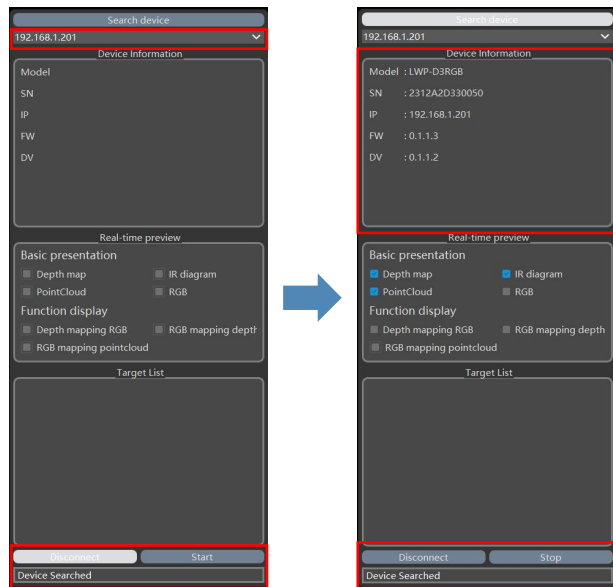 Search device
192.168.1.201
Device Information
Model
SN
IP
FW
DV
Real-time preview
Basic presentation
Depth map IR diagram
PointCloud RGB
Function display
Depth mapping RGB RGB mapping depth
RGB mapping pointcloud
Target List
Disconnect Start
Device Searched
Search device
192.168.1.201
Device Information
Model : LWP-D3RGB
SN : 2312A2D330050
IP : 192.168.1.201
FW : 0.1.1.3
DV : 0.1.1.2
Real-time preview
Basic presentation
Depth map IR diagram
PointCloud RGB
Function display
Depth mapping RGB RGB mapping depth
RGB mapping pointcloud
Target List
Disconnect Stop
Device Searched